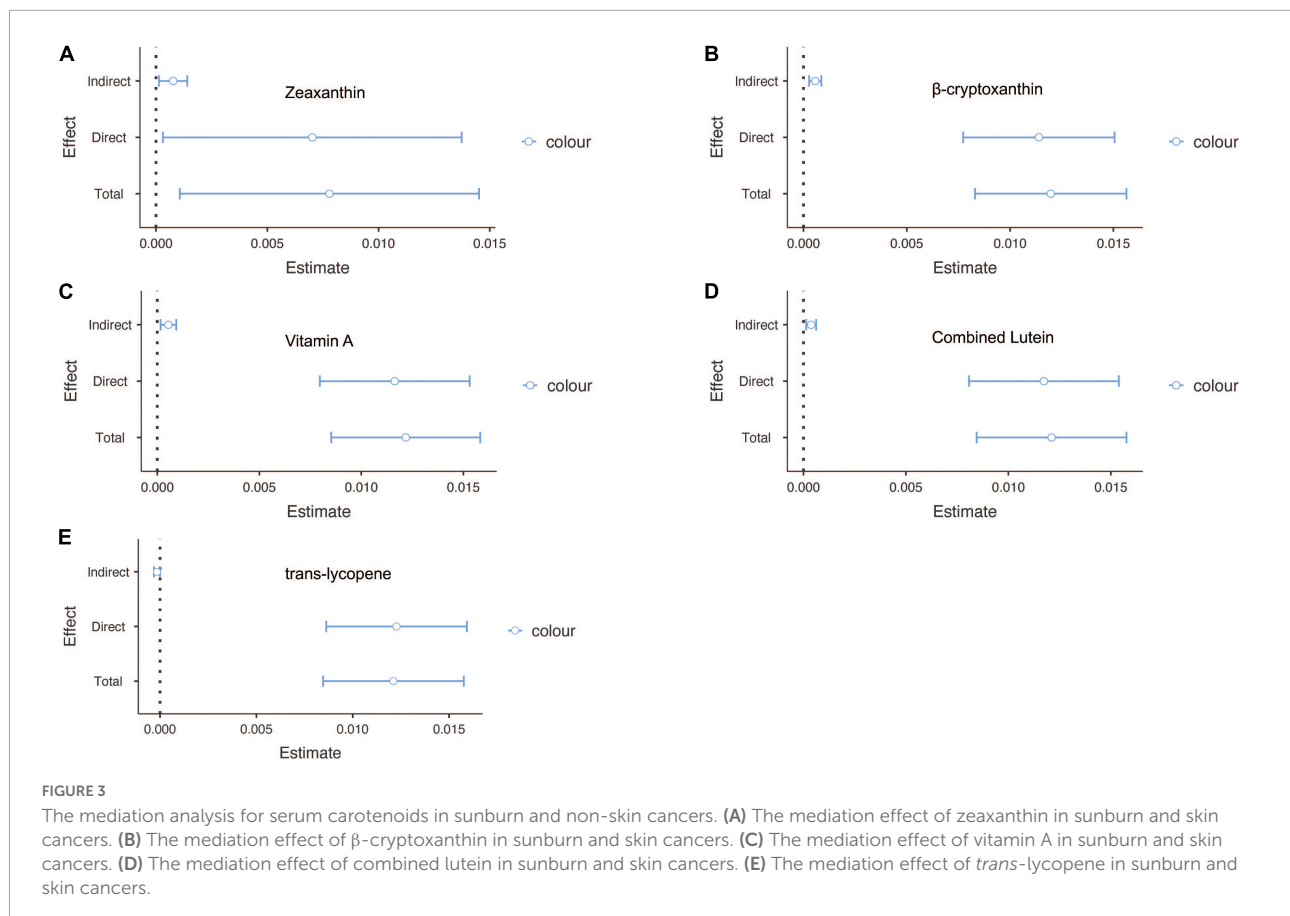 A
Indirect
Zeaxanthin
Direct
Total
Effect
colour
0.000 0.005 0.010 0.015
Estimate
B
Indirect
β-cryptoxanthin
Direct
Total
Effect
colour
0.000 0.005 0.010 0.015
Estimate
C
Indirect
Vitamin A
Direct
Total
Effect
colour
0.000 0.005 0.010 0.015
Estimate
D
Indirect
Combined Lutein
Direct
Total
Effect
colour
0.000 0.005 0.010 0.015
Estimate
E
Indirect
trans-lycopene
Direct
Total
Effect
colour
0.000 0.005 0.010 0.015
Estimate
FIGURE 3
The mediation analysis for serum carotenoids in sunburn and non-skin cancers. (A) The mediation effect of zeaxanthin in sunburn and skin
cancers. (B) The mediation effect of β-cryptoxanthin in sunburn and skin cancers. (C) The mediation effect of vitamin A in sunburn and skin
cancers. (D) The mediation effect of combined lutein in sunburn and skin cancers. (E) The mediation effect of trans-lycopene in sunburn and
skin cancers.